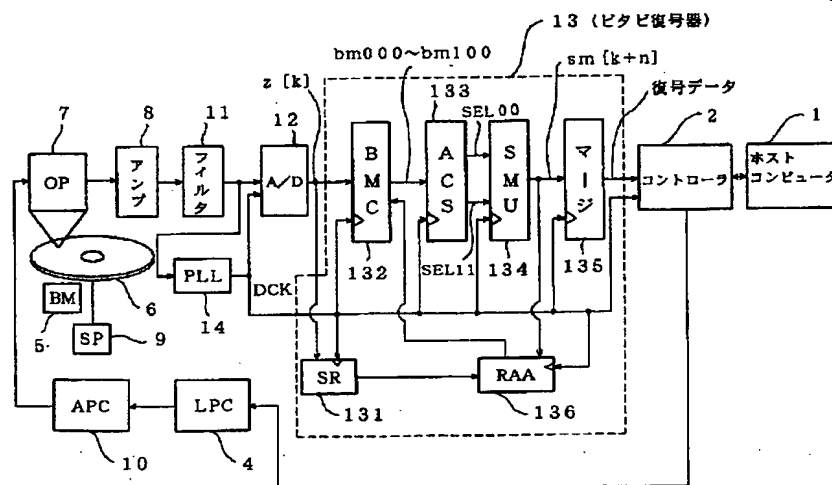 13 (ビタビ復号器)
bm000～bm100
sm[k+n]
z[k]
133
復号データ
SEL00
7
8
11
12
2
1
OP
アンプ
フィルタ
A/D
BMC
ACS
SMU
マージ
コントローラ
ホスト
コンピュータ
132
SEL11
134
135
PLL
DCK
14
BM
5
6
SP
9
SR
131
RAA
136
APC
LPC
10
4